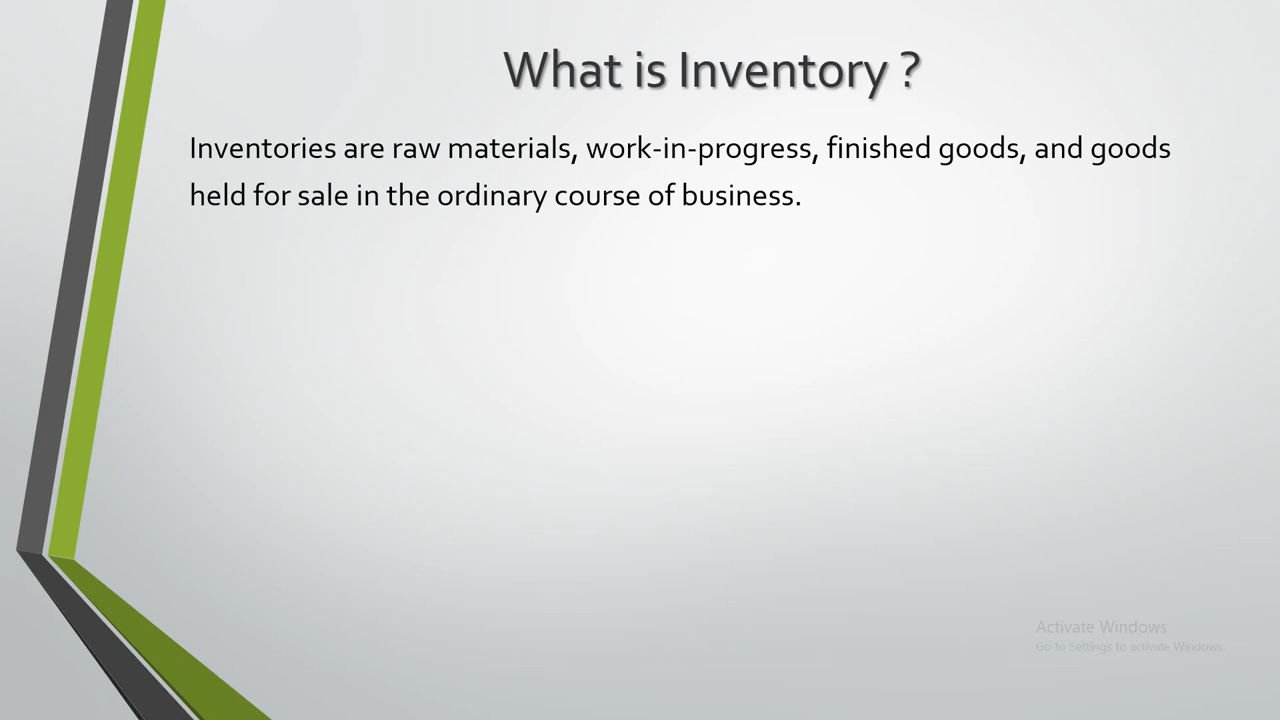 What is Inventory ?
Inventories are raw materials, work-in-progress, finished goods, and goods
held for sale in the ordinary course of business.
Activate Windows
Go to Settings to activate Windows.